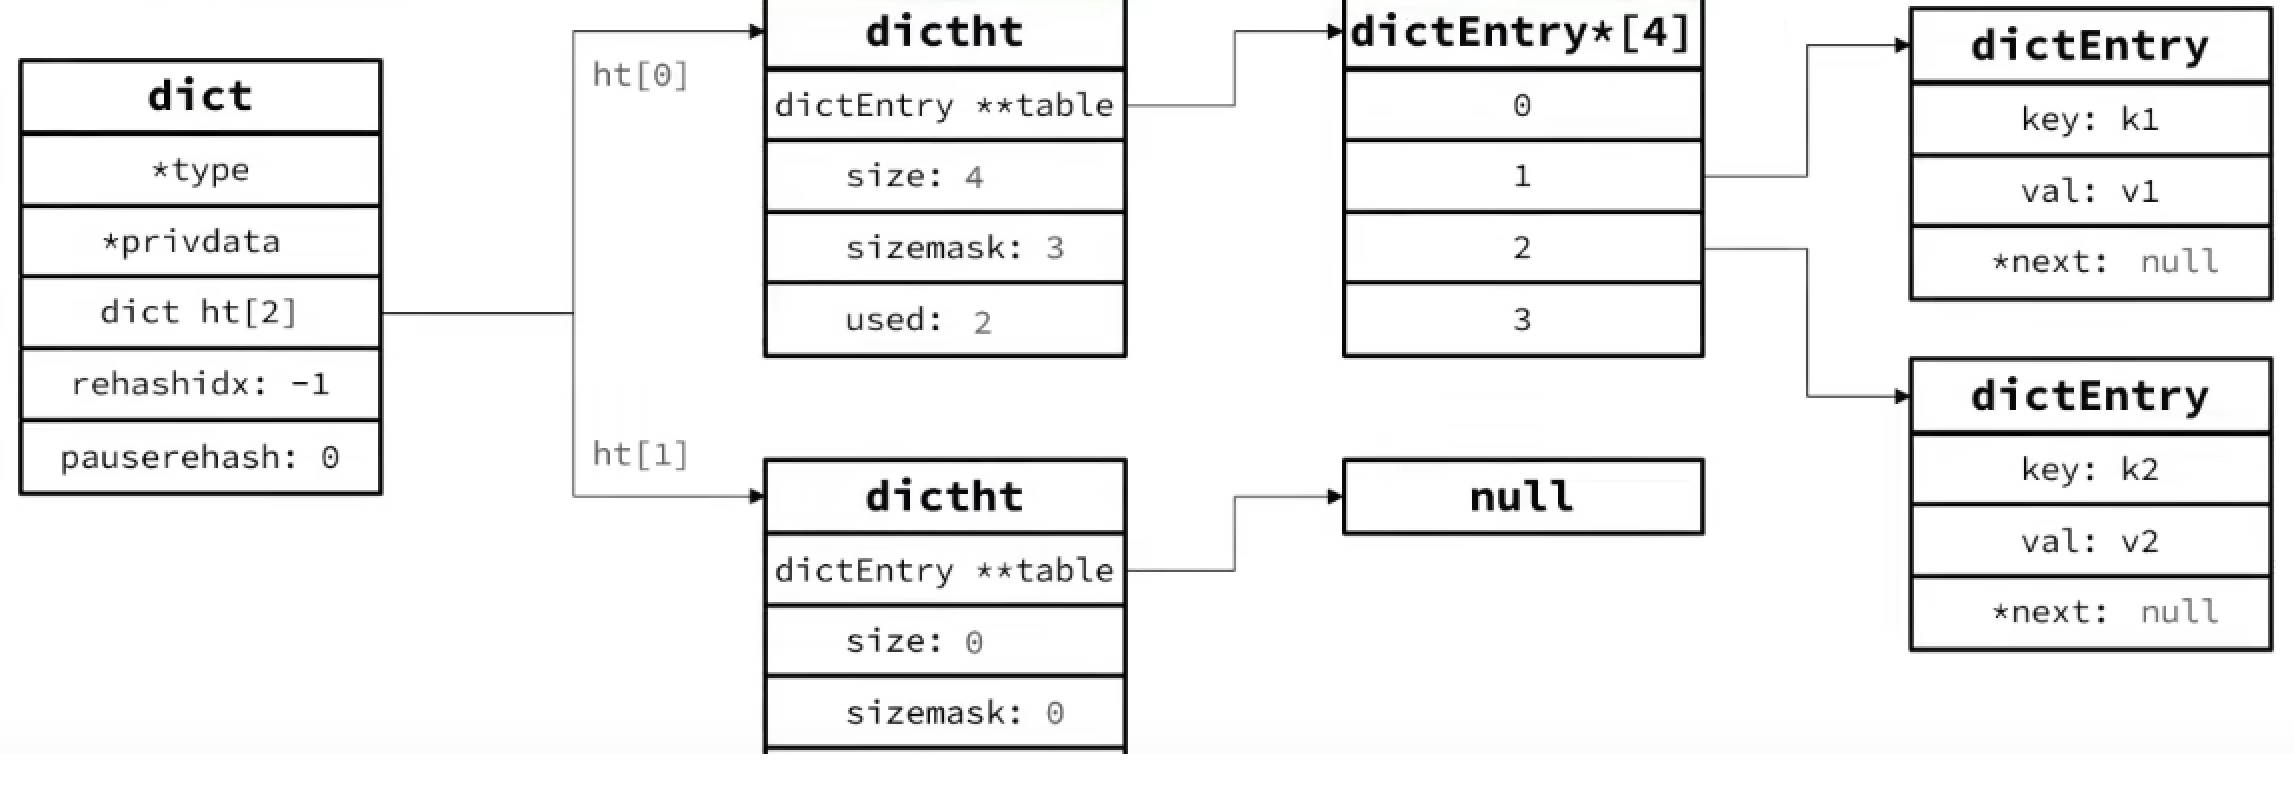 dict
*type
*privdata
dict ht[2]
rehashidx: -1
pauserehash: 0
ht[0]
dictht
dictEntry **table
size: 4
sizemask: 3
used: 2
dictEntry*[4]
0
1
2
3
dictEntry
key: k1
val: v1
*next: null
ht[1]
dictht
dictEntry **table
size: 0
sizemask: 0
null
dictEntry
key: k2
val: v2
*next: null